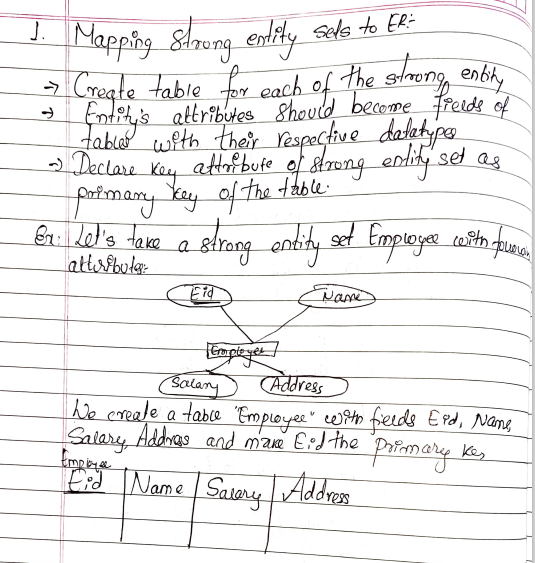 1. Mapping Strong entity sets to ER:-
→ Create table for each of the strong entity
→ Entity's attributes should become fields of
tables with their respective datatypes
→ Declare key attribute of strong entity set as
primary key of the table.
Ex: Let's take a strong entity set Employee with following
attributes:-
Eid Name
Employee
Salary Address
We create a table "Employee" with fields Eid, Name,
Salary, Address and make Eid the primary key
Employee
Eid Name Salary Address